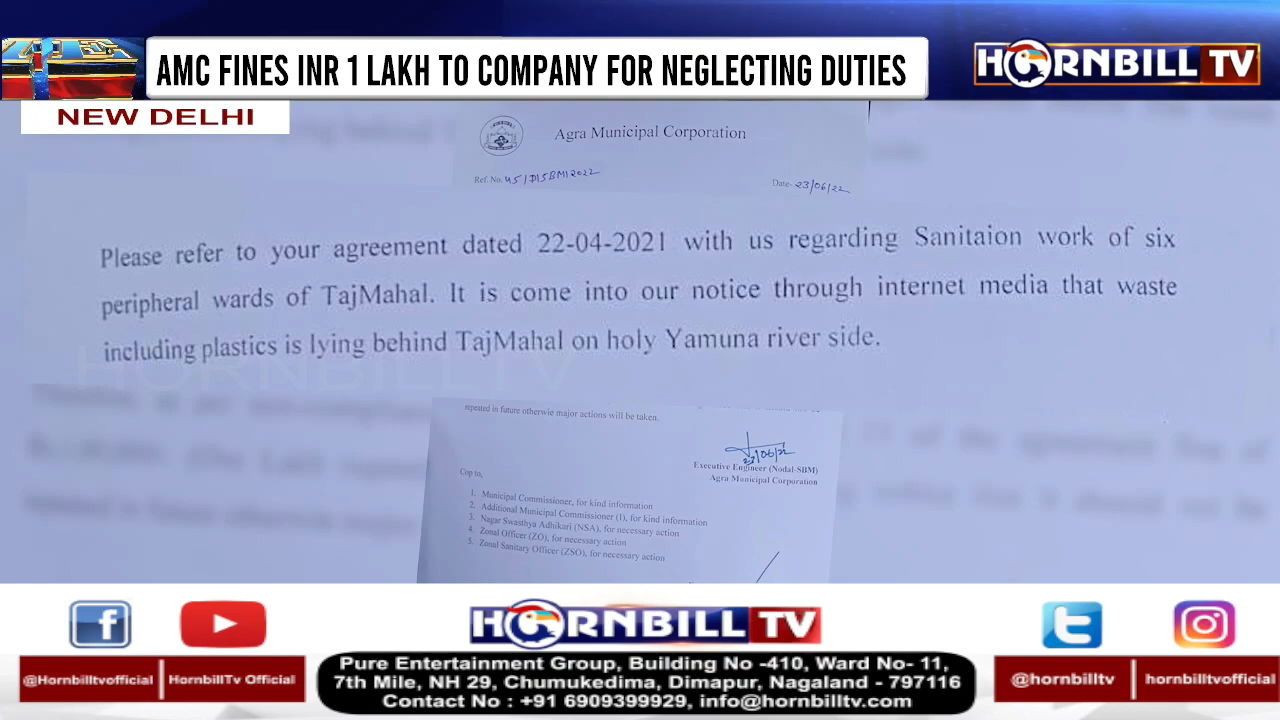 AMC FINES INR 1 LAKH TO COMPANY FOR NEGLECTING DUTIES
HORNBILL TV
NEW DELHI
Agra Municipal Corporation
Ref. No. 45/D/SBM/2022
Date- 23/06/22
Please refer to your agreement dated 22-04-2021 with us regarding Sanitaion work of six
peripheral wards of TajMahal. It is come into our notice through internet media that waste
including plastics is lying behind TajMahal on holy Yamuna river side.
HORNBILL TV
repeated in future otherwie major actions will be taken.
23/06/22
Executive Engineer (Nodal-SBM)
Agra Municipal Corporation
Cop to,
1. Municipal Commissioner, for kind information
2. Additional Municipal Commissioner (I), for kind information
3. Nagar Swasthya Adhikari (NSA), for necessary action
4. Zonal Officer (ZO), for necessary action
5. Zonal Sanitary Officer (ZSO), for necessary action
HORNBILL TV
@Hornbilltvofficial
HornbillTv Official
Pure Entertainment Group, Building No -410, Ward No- 11,
7th Mile, NH 29, Chumukedima, Dimapur, Nagaland - 797116
Contact No : +91 6909399929, info@hornbilltv.com
@hornbilltv
hornbilltvofficial